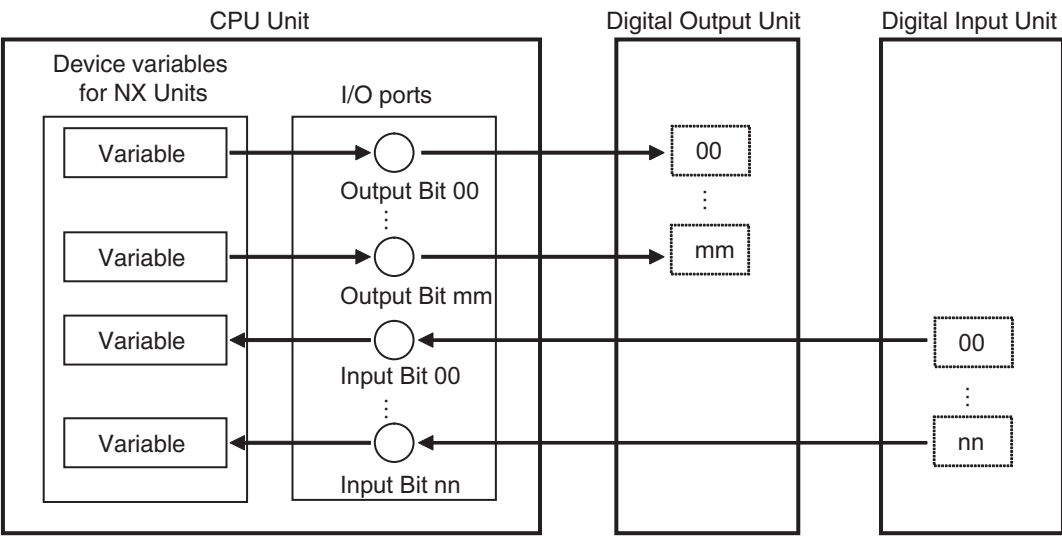 CPU Unit
Digital Output Unit
Digital Input Unit
Device variables
for NX Units
I/O ports
Variable
00
Output Bit 00
Variable
mm
Output Bit mm
Variable
00
Input Bit 00
Variable
nn
Input Bit nn